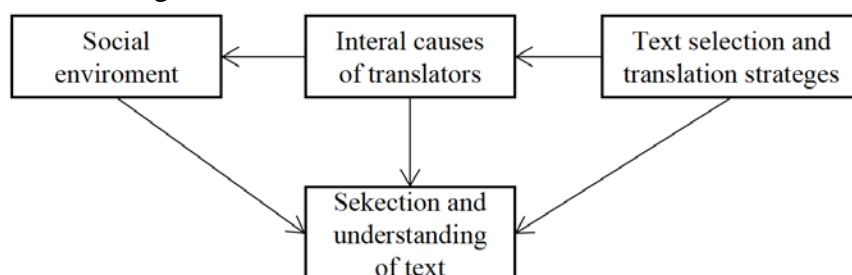 Social
enviroment
Interal causes
of translators
Text selection and
translation strateges
Sekection and
understanding
of text